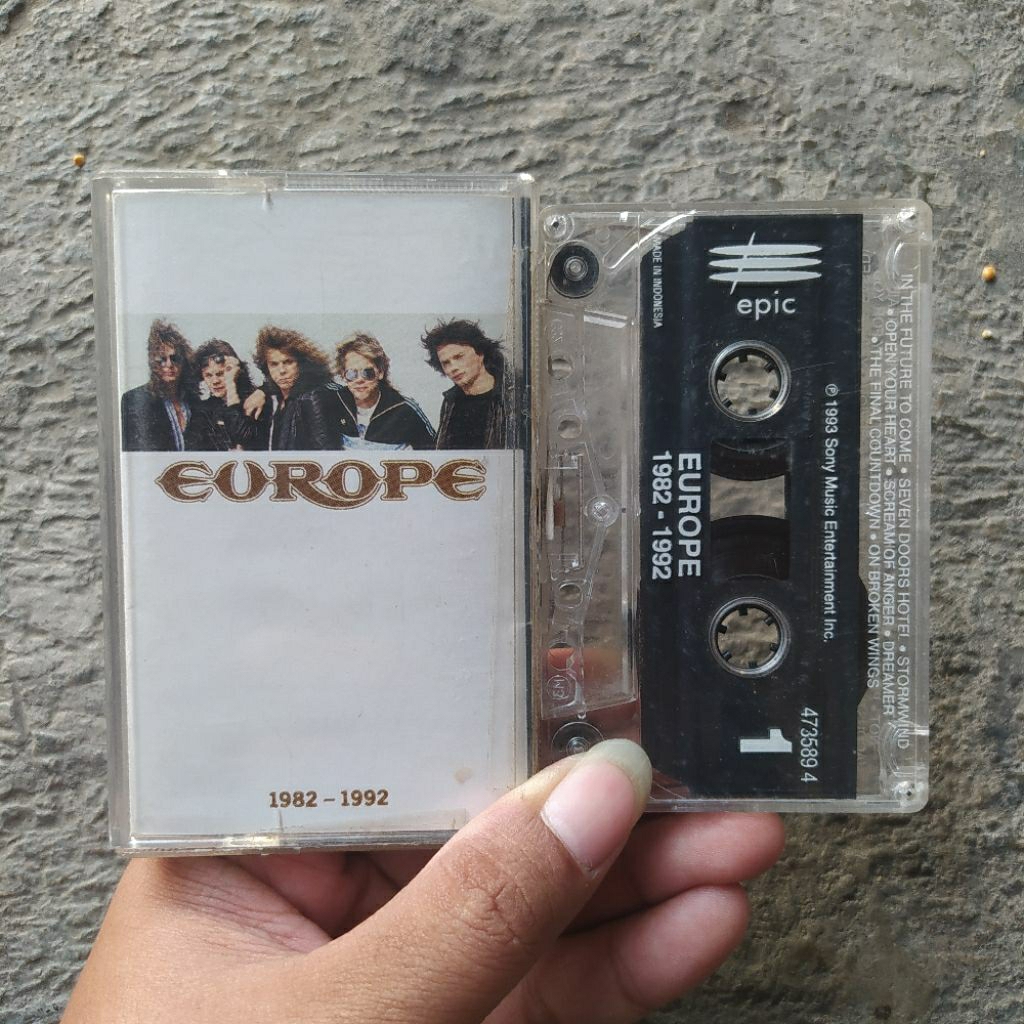 EUROPE
1982 – 1992
MADE IN INDONESIA
epic
EUROPE
1982 - 1992
℗ 1993 Sony Music Entertainment Inc.
473589 4
1
IN THE FUTURE TO COME • SEVEN DOORS HOTEL • STORMWIND
• OPEN YOUR HEART • SCREAM OF ANGER • DREAMER
• THE FINAL COUNTDOWN • ON BROKEN WINGS